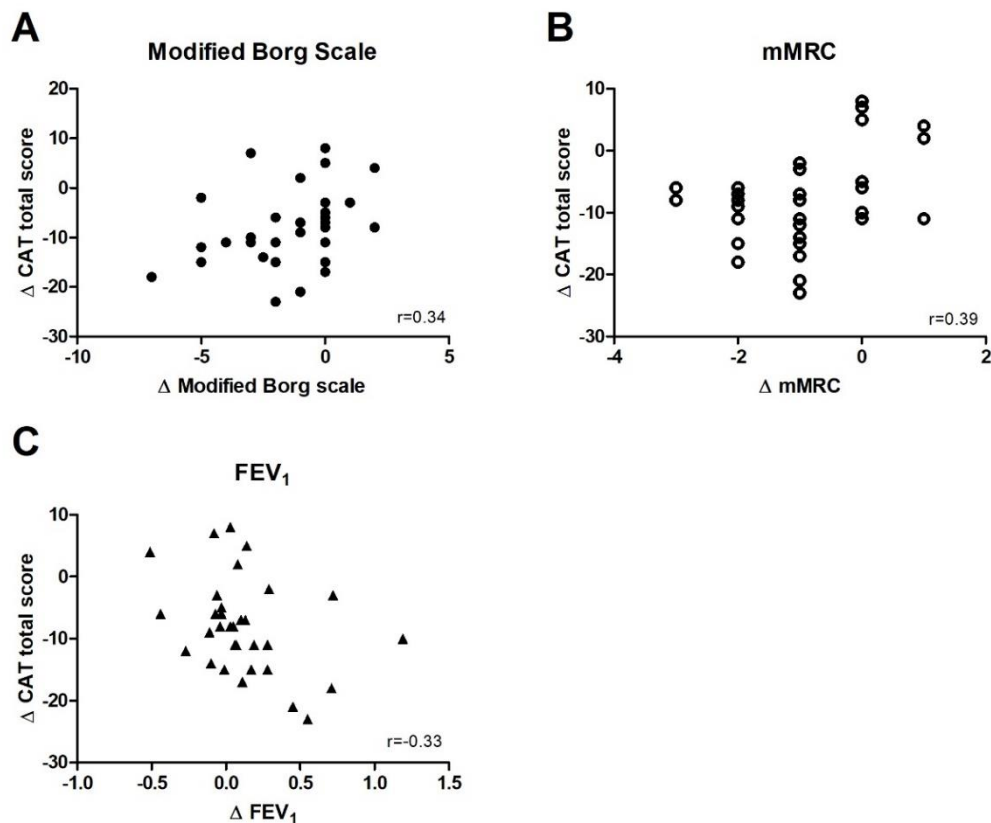 A
Modified Borg Scale
Δ CAT total score
20
10
0
-10
-20
-30
-10
-5
0
5
r=0.34
Δ Modified Borg scale
B
mMRC
Δ CAT total score
10
0
-10
-20
-30
-4
-2
0
2
r=0.39
Δ mMRC
C
FEV₁
Δ CAT total score
10
0
-10
-20
-30
-1.0
-0.5
0.0
0.5
1.0
1.5
r=-0.33
Δ FEV₁